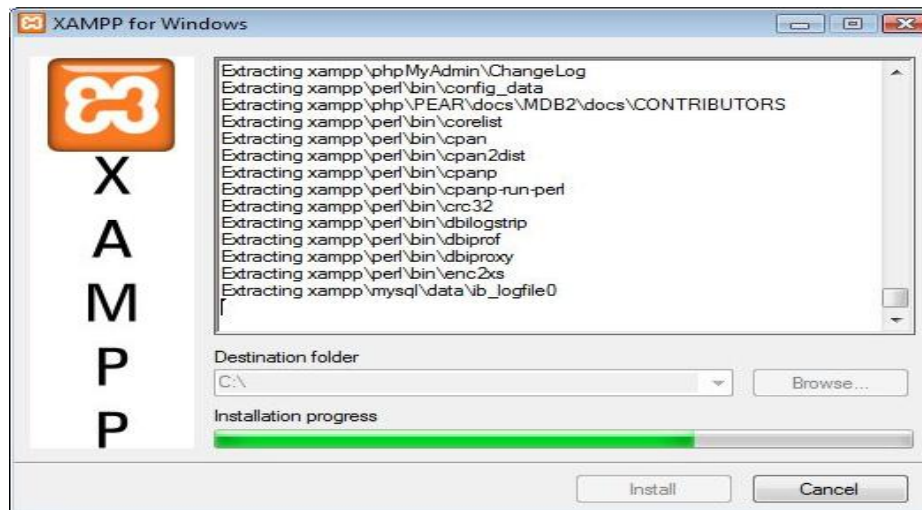 XAMPP for Windows
X
A
M
P
P
Extracting xampp\phpMyAdmin\ChangeLog
Extracting xampp\perl\bin\config_data
Extracting xampp\php\PEAR\docs\MDB2\docs\CONTRIBUTORS
Extracting xampp\perl\bin\corelist
Extracting xampp\perl\bin\cpan
Extracting xampp\perl\bin\cpan2dist
Extracting xampp\perl\bin\cpanp
Extracting xampp\perl\bin\cpanp-run-perl
Extracting xampp\perl\bin\crc32
Extracting xampp\perl\bin\dbilogstrip
Extracting xampp\perl\bin\dbiprof
Extracting xampp\perl\bin\dbiproxy
Extracting xampp\perl\bin\enc2xs
Extracting xampp\mysql\data\ib_logfile0
Destination folder
C:\
Browse...
Installation progress
Install
Cancel